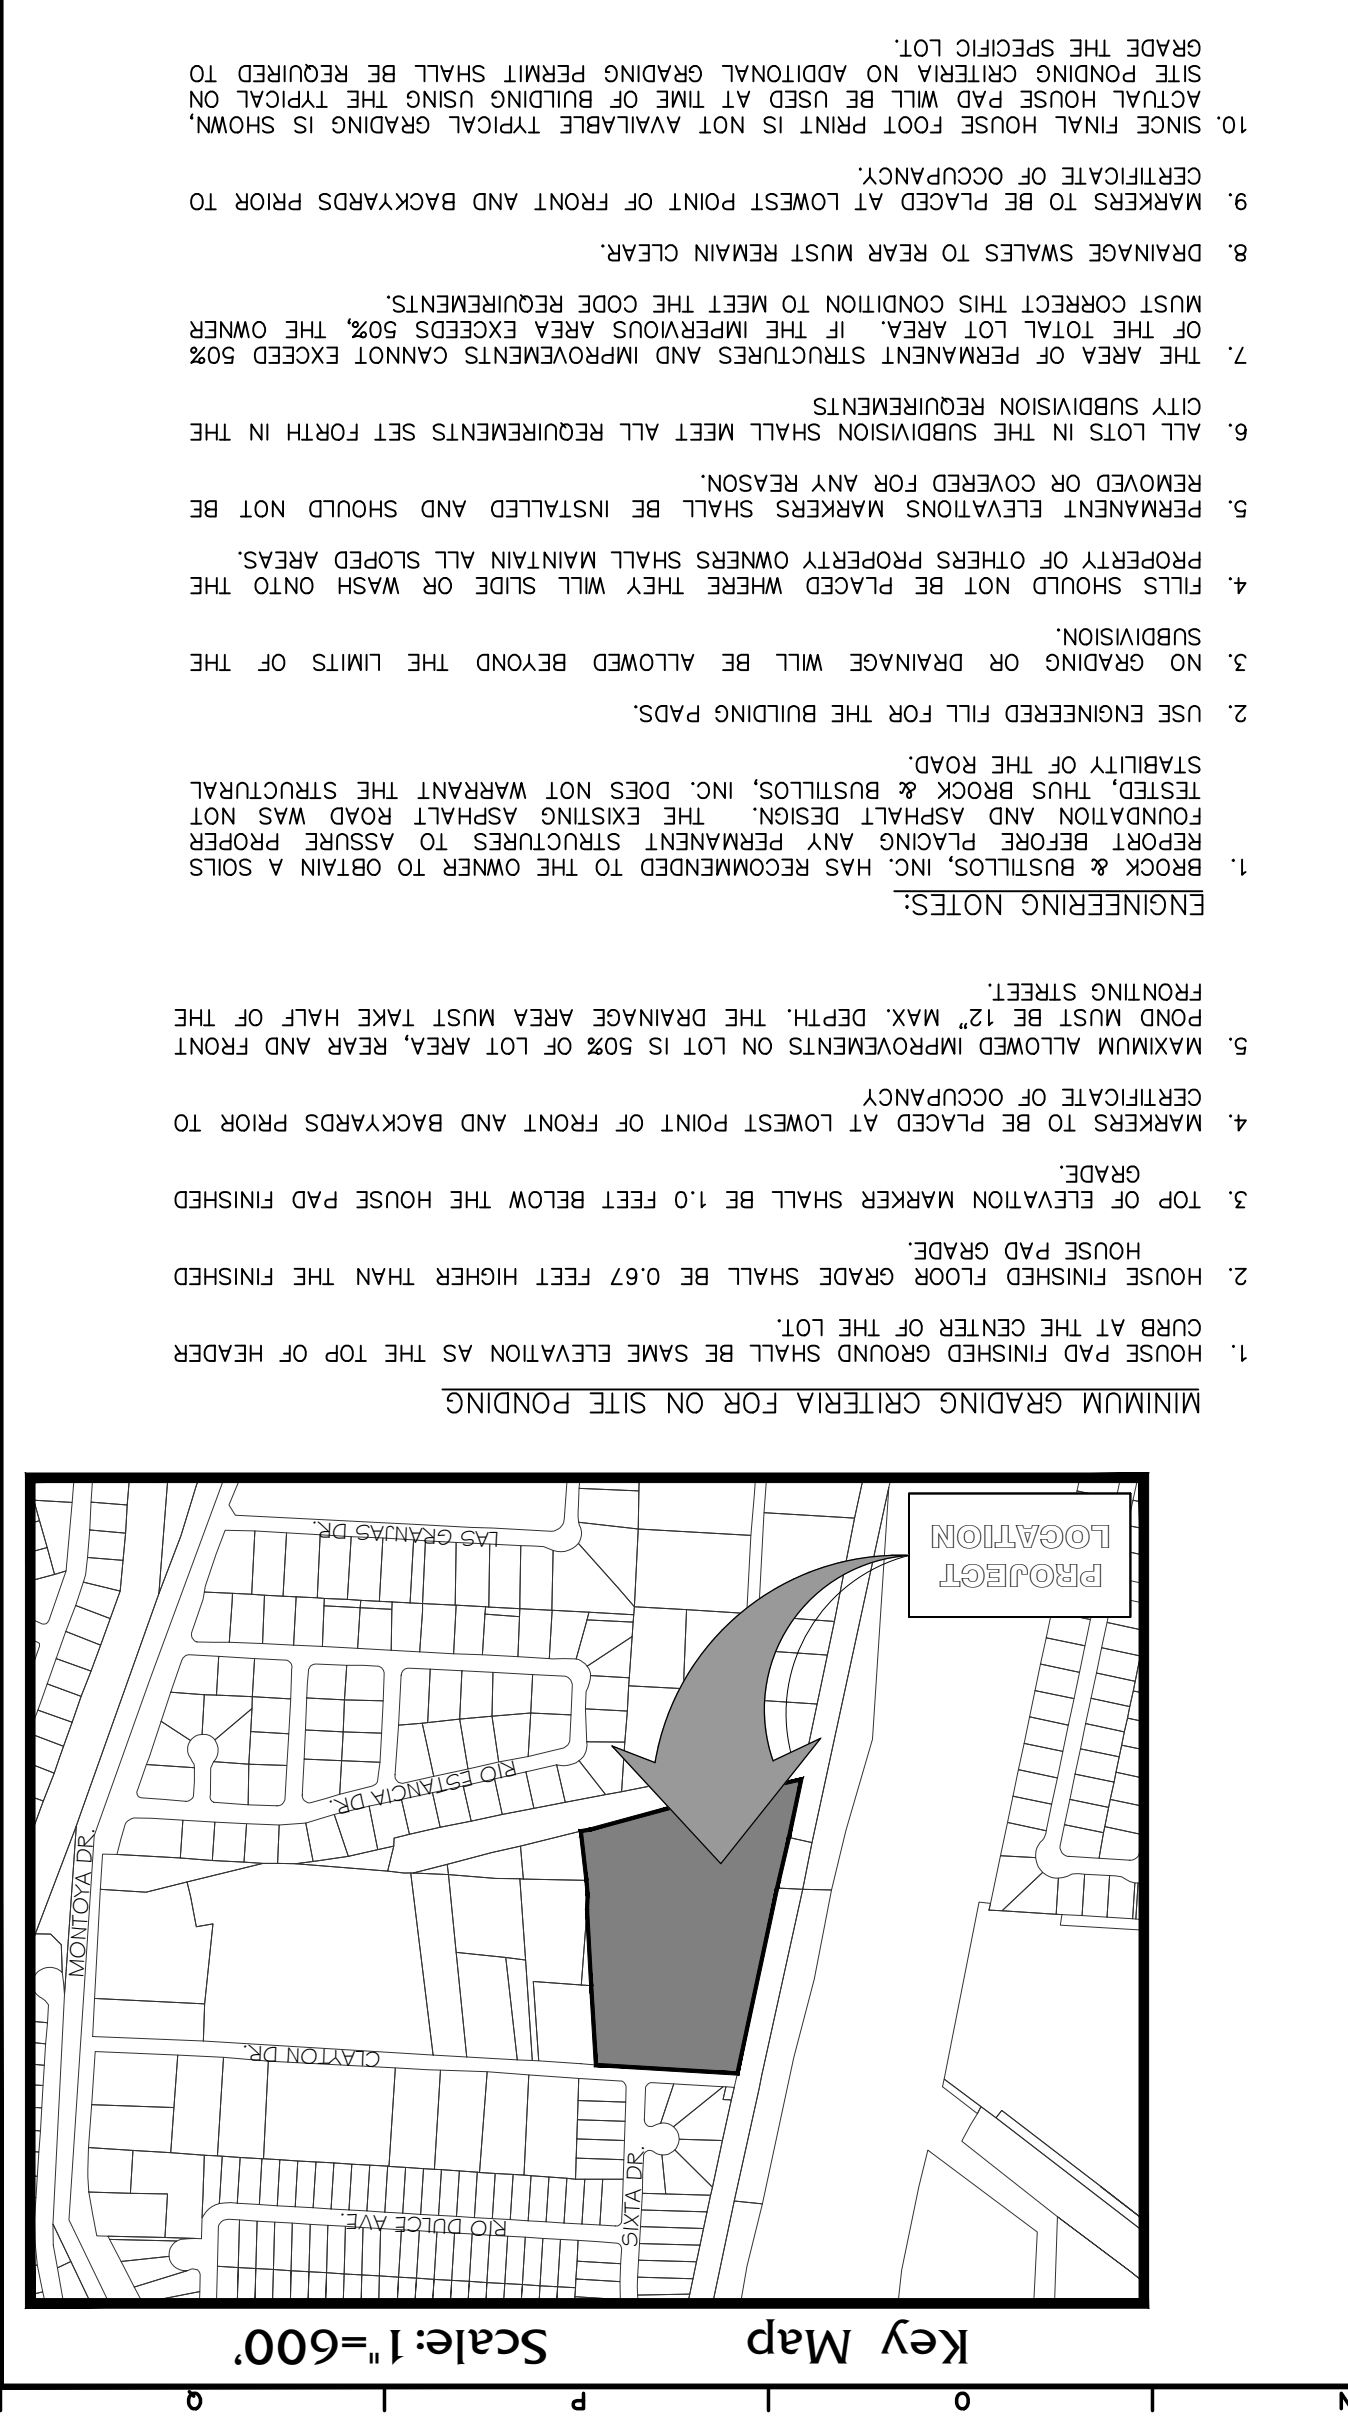 N
O
P
Q
Key Map
Scale: 1"=600'
RIO DULCE AVE.
SIXTA DR.
CLAYTON DR.
MONTOYA DR.
RIO ESTANCIA DR.
LAS GRANJAS DR.
PROJECT
LOCATION
MINIMUM GRADING CRITERIA FOR ON SITE PONDING
1. HOUSE PAD FINISHED GROUND SHALL BE SAME ELEVATION AS THE TOP OF HEADER
CURB AT THE CENTER OF THE LOT.
2. HOUSE FINISHED FLOOR GRADE SHALL BE 0.67 FEET HIGHER THAN THE FINISHED
HOUSE PAD GRADE.
3. TOP OF ELEVATION MARKER SHALL BE 1.0 FEET BELOW THE HOUSE PAD FINISHED
GRADE.
4. MARKERS TO BE PLACED AT LOWEST POINT OF FRONT AND BACKYARDS PRIOR TO
CERTIFICATE OF OCCUPANCY
5. MAXIMUM ALLOWED IMPROVEMENTS ON LOT IS 50% OF LOT AREA, REAR AND FRONT
POND MUST BE 12" MAX. DEPTH. THE DRAINAGE AREA MUST TAKE HALF OF THE
FRONTING STREET.
ENGINEERING NOTES:
1. BROCK & BUSTILLOS, INC. HAS RECOMMENDED TO THE OWNER TO OBTAIN A SOILS
REPORT BEFORE PLACING ANY PERMANENT STRUCTURES TO ASSURE PROPER
FOUNDATION AND ASPHALT DESIGN. THE EXISTING ASPHALT ROAD WAS NOT
TESTED, THUS BROCK & BUSTILLOS, INC. DOES NOT WARRANT THE STRUCTURAL
STABILITY OF THE ROAD.
2. USE ENGINEERED FILL FOR THE BUILDING PADS.
3. NO GRADING OR DRAINAGE WILL BE ALLOWED BEYOND THE LIMITS OF THE
SUBDIVISION.
4. FILLS SHOULD NOT BE PLACED WHERE THEY WILL SLIDE OR WASH ONTO THE
PROPERTY OF OTHERS PROPERTY OWNERS SHALL MAINTAIN ALL SLOPED AREAS.
5. PERMANENT ELEVATIONS MARKERS SHALL BE INSTALLED AND SHOULD NOT BE
REMOVED OR COVERED FOR ANY REASON.
6. ALL LOTS IN THE SUBDIVISION SHALL MEET ALL REQUIREMENTS SET FORTH IN THE
CITY SUBDIVISION REQUIREMENTS
7. THE AREA OF PERMANENT STRUCTURES AND IMPROVEMENTS CANNOT EXCEED 50%
OF THE TOTAL LOT AREA. IF THE IMPERVIOUS AREA EXCEEDS 50%, THE OWNER
MUST CORRECT THIS CONDITION TO MEET THE CODE REQUIREMENTS.
8. DRAINAGE SWALES TO REAR MUST REMAIN CLEAR.
9. MARKERS TO BE PLACED AT LOWEST POINT OF FRONT AND BACKYARDS PRIOR TO
CERTIFICATE OF OCCUPANCY.
10. SINCE FINAL HOUSE FOOT PRINT IS NOT AVAILABLE TYPICAL GRADING IS SHOWN,
ACTUAL HOUSE PAD WILL BE USED AT TIME OF BUILDING USING THE TYPICAL ON
SITE PONDING CRITERIA NO ADDITONAL GRADING PERMIT SHALL BE REQUIRED TO
GRADE THE SPECIFIC LOT.